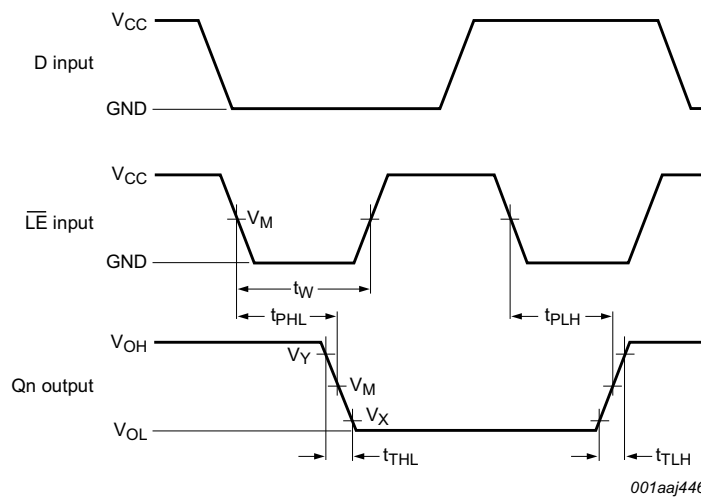 VCC
D input
GND
VCC
LE input
VM
GND
tW
tPHL
tPLH
VOH
VY
Qn output
VM
VX
VOL
tTHL
tTLH
001aaj446